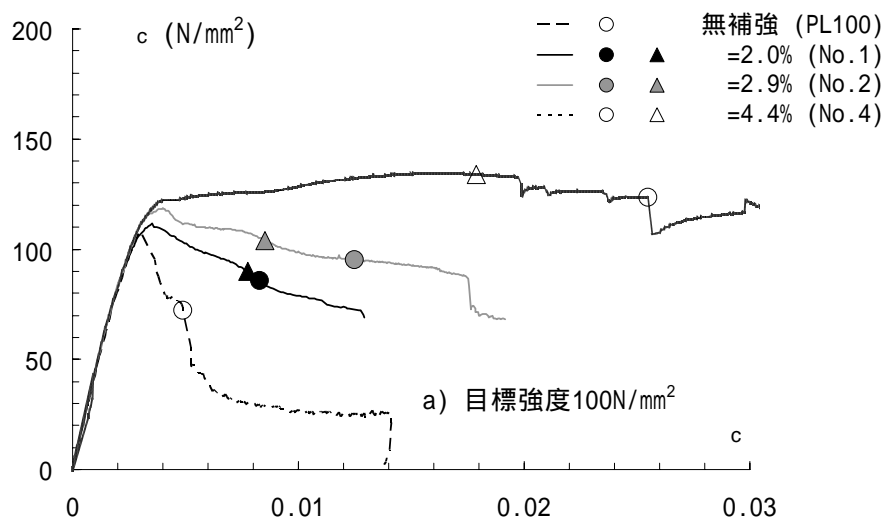 200
150
100
50
0
c (N/mm²)
無補強 (PL100)
=2.0% (No.1)
=2.9% (No.2)
=4.4% (No.4)
a) 目標強度100N/mm²
c
0
0.01
0.02
0.03